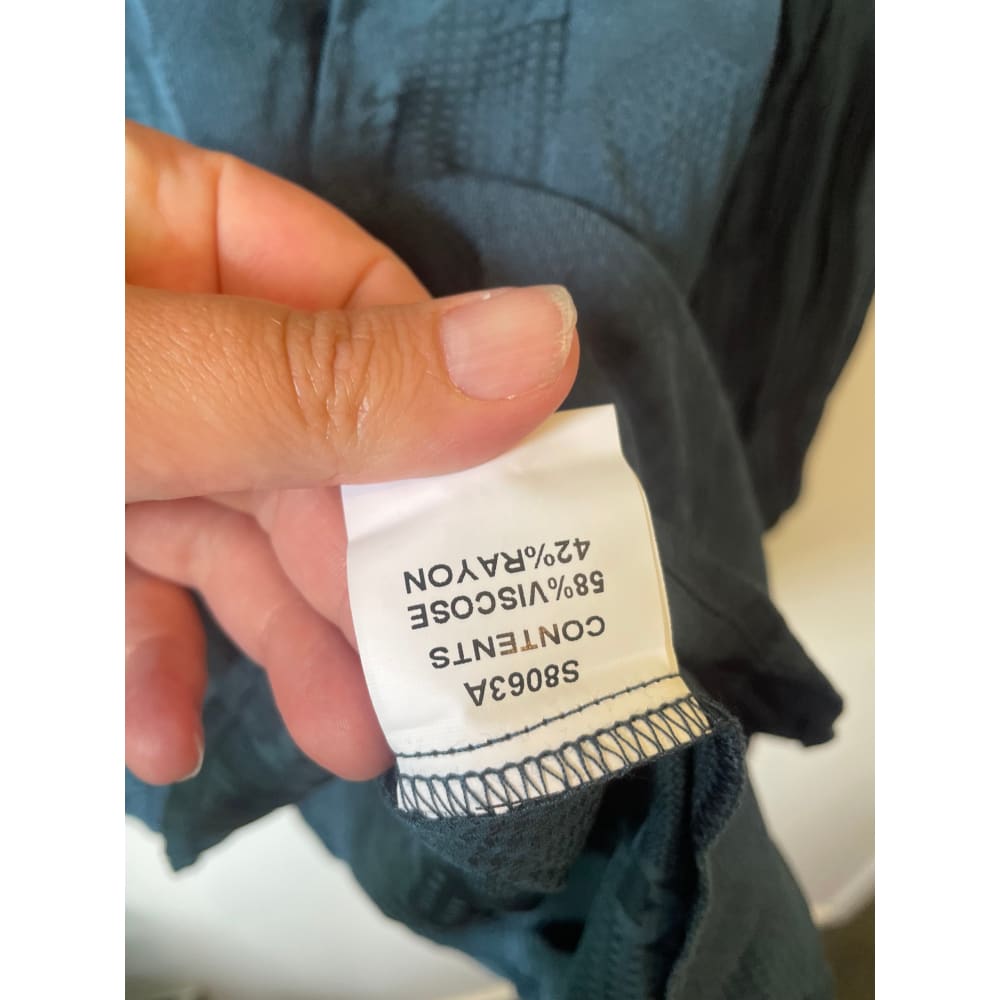 S8063A
CONTENTS
58%VISCOSE
42%RAYON